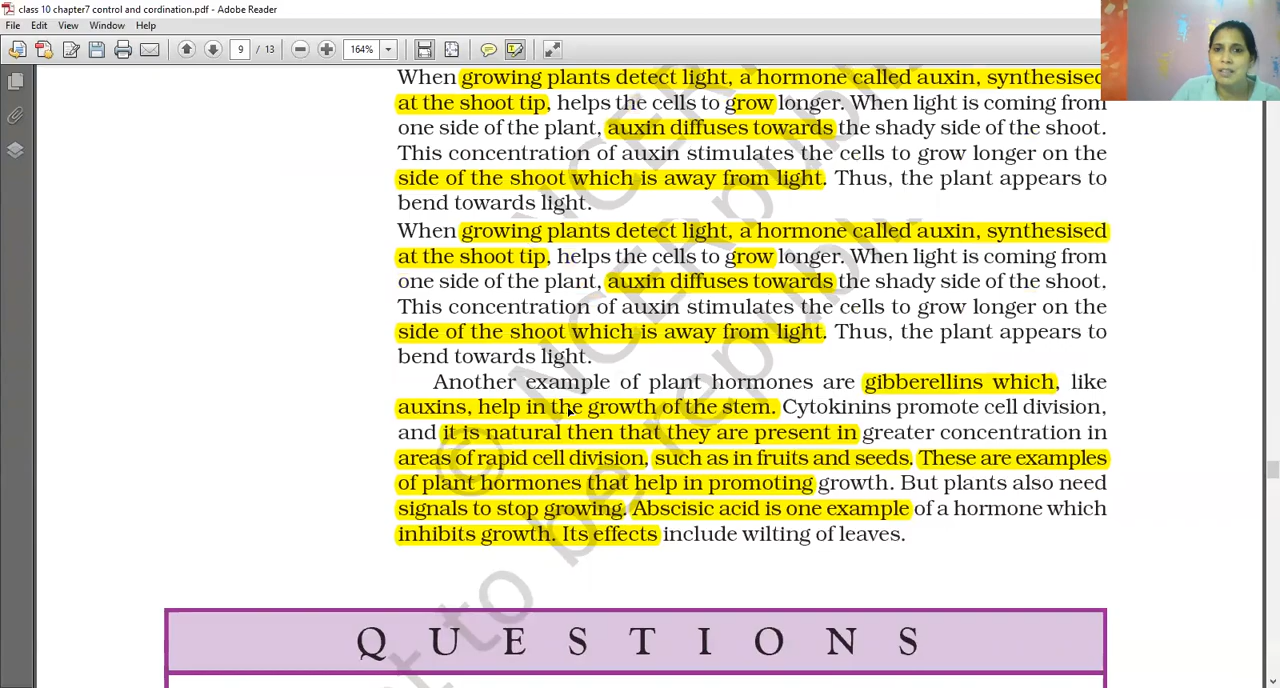 class 10 chapter7 control and cordination.pdf - Adobe Reader
File Edit View Window Help
9 / 13 164%
When growing plants detect light, a hormone called auxin, synthesised
at the shoot tip, helps the cells to grow longer. When light is coming from
one side of the plant, auxin diffuses towards the shady side of the shoot.
This concentration of auxin stimulates the cells to grow longer on the
side of the shoot which is away from light. Thus, the plant appears to
bend towards light.
When growing plants detect light, a hormone called auxin, synthesised
at the shoot tip, helps the cells to grow longer. When light is coming from
one side of the plant, auxin diffuses towards the shady side of the shoot.
This concentration of auxin stimulates the cells to grow longer on the
side of the shoot which is away from light. Thus, the plant appears to
bend towards light.
Another example of plant hormones are gibberellins which, like
auxins, help in the growth of the stem. Cytokinins promote cell division,
and it is natural then that they are present in greater concentration in
areas of rapid cell division, such as in fruits and seeds. These are examples
of plant hormones that help in promoting growth. But plants also need
signals to stop growing. Abscisic acid is one example of a hormone which
inhibits growth. Its effects include wilting of leaves.
QUESTIONS
© NCER
to be republi